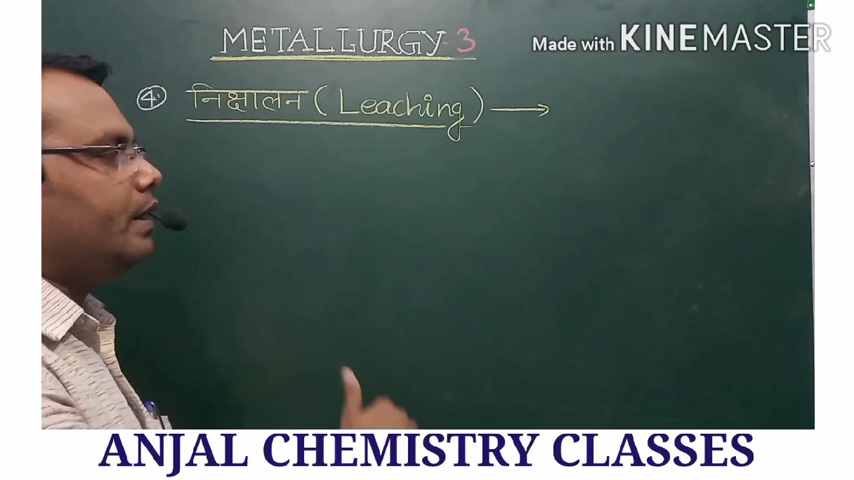 METALLURGY-3
Made with KINEMASTER
④ निक्षालन (Leaching) →
ANJAL CHEMISTRY CLASSES